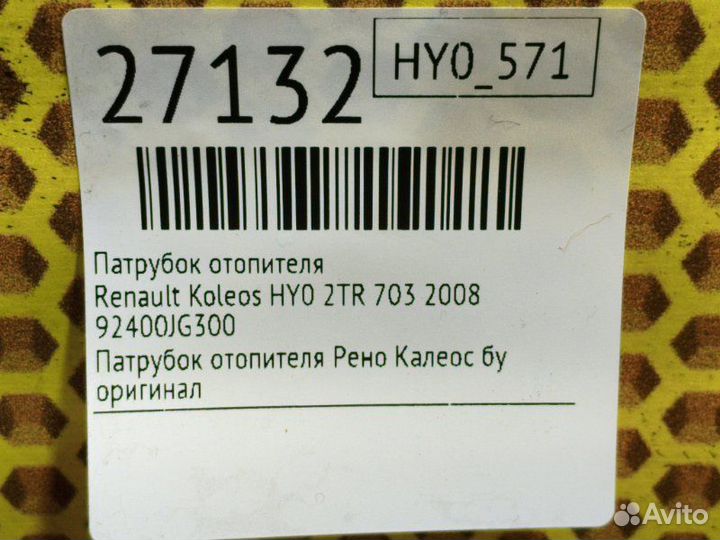 27132
HY0_571
Патрубок отопителя
Renault Koleos HY0 2TR 703 2008
92400JG300
Патрубок отопителя Рено Калеос бу
оригинал
Avito